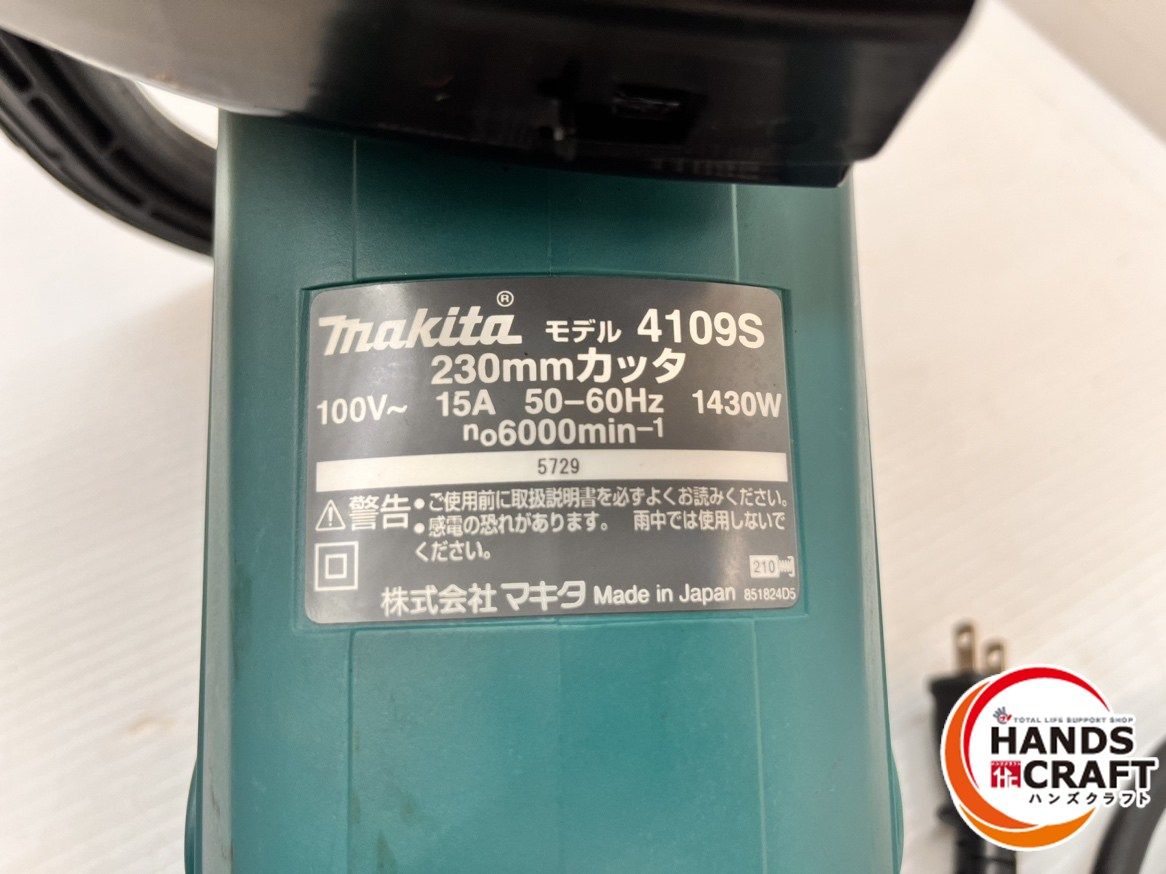 makita® モデル 4109S
230mmカッタ
100V~ 15A 50-60Hz 1430W
no6000min-1
5729
警告 •ご使用前に取扱説明書を必ずよくお読みください。
•感電の恐れがあります。 雨中では使用しないで
ください。
210
株式会社 マキタ Made in Japan 851824D5
TOTAL LIFE SUPPORT SHOP
HANDS
CRAFT
ハンズクラフト